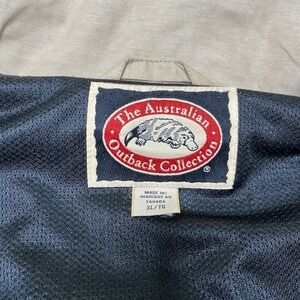 The Australian
Outback Collection
®
MADE IN/
FABRIQUE AU
CANADA
XL/TG